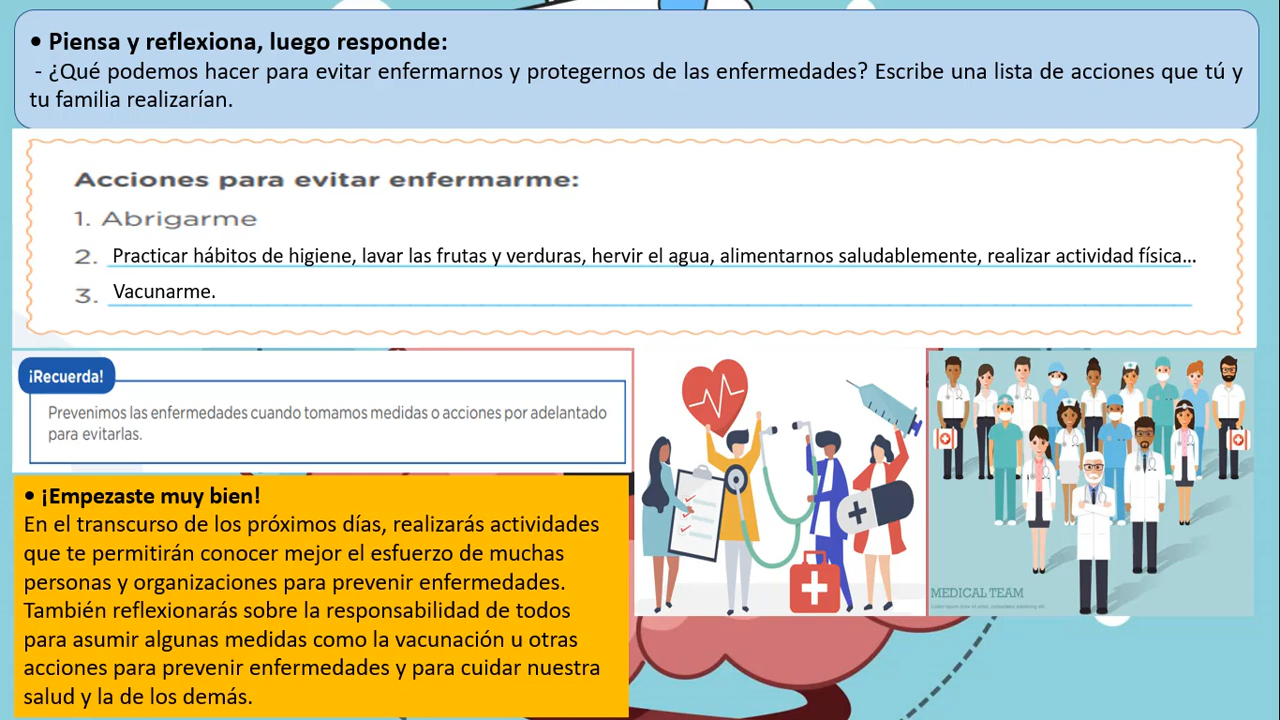 • Piensa y reflexiona, luego responde:
- ¿Qué podemos hacer para evitar enfermarnos y protegernos de las enfermedades? Escribe una lista de acciones que tú y
tu familia realizarían.
Acciones para evitar enfermarme:
1. Abrigarme
2. Practicar hábitos de higiene, lavar las frutas y verduras, hervir el agua, alimentarnos saludablemente, realizar actividad física...
3. Vacunarme.
¡Recuerda!
Prevenimos las enfermedades cuando tomamos medidas o acciones por adelantado
para evitarlas.
• ¡Empezaste muy bien!
En el transcurso de los próximos días, realizarás actividades
que te permitirán conocer mejor el esfuerzo de muchas
personas y organizaciones para prevenir enfermedades.
También reflexionarás sobre la responsabilidad de todos
para asumir algunas medidas como la vacunación u otras
acciones para prevenir enfermedades y para cuidar nuestra
salud y la de los demás.
MEDICAL TEAM